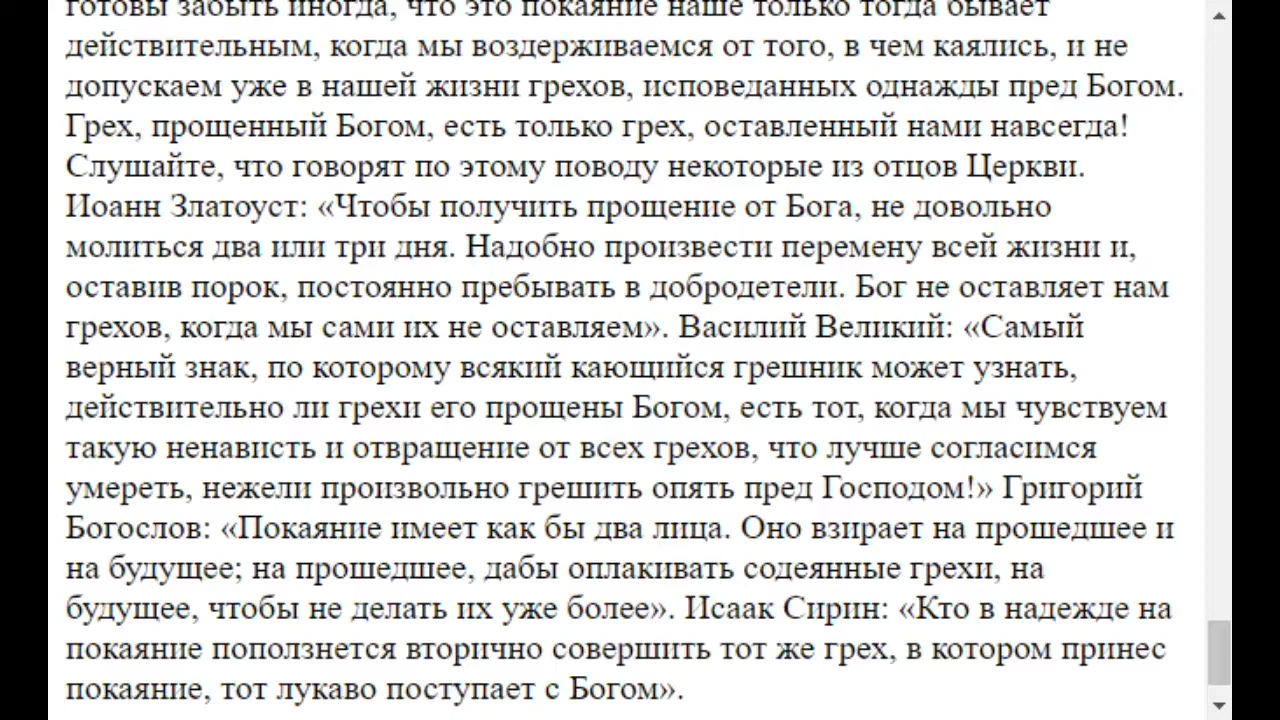 готовы забыть иногда, что это покаяние наше только тогда бывает
действительным, когда мы воздерживаемся от того, в чем каялись, и не
допускаем уже в нашей жизни грехов, исповеданных однажды пред Богом.
Грех, прощенный Богом, есть только грех, оставленный нами навсегда!
Слушайте, что говорят по этому поводу некоторые из отцов Церкви.
Иоанн Златоуст: «Чтобы получить прощение от Бога, не довольно
молиться два или три дня. Надобно произвести перемену всей жизни и,
оставив порок, постоянно пребывать в добродетели. Бог не оставляет нам
грехов, когда мы сами их не оставляем». Василий Великий: «Самый
верный знак, по которому всякий кающийся грешник может узнать,
действительно ли грехи его прощены Богом, есть тот, когда мы чувствуем
такую ненависть и отвращение от всех грехов, что лучше согласимся
умереть, нежели произвольно грешить опять пред Господом!» Григорий
Богослов: «Покаяние имеет как бы два лица. Оно взирает на прошедшее и
на будущее; на прошедшее, дабы оплакивать содеянные грехи, на
будущее, чтобы не делать их уже более». Исаак Сирин: «Кто в надежде на
покаяние поползнется вторично совершить тот же грех, в котором принес
покаяние, тот лукаво поступает с Богом».